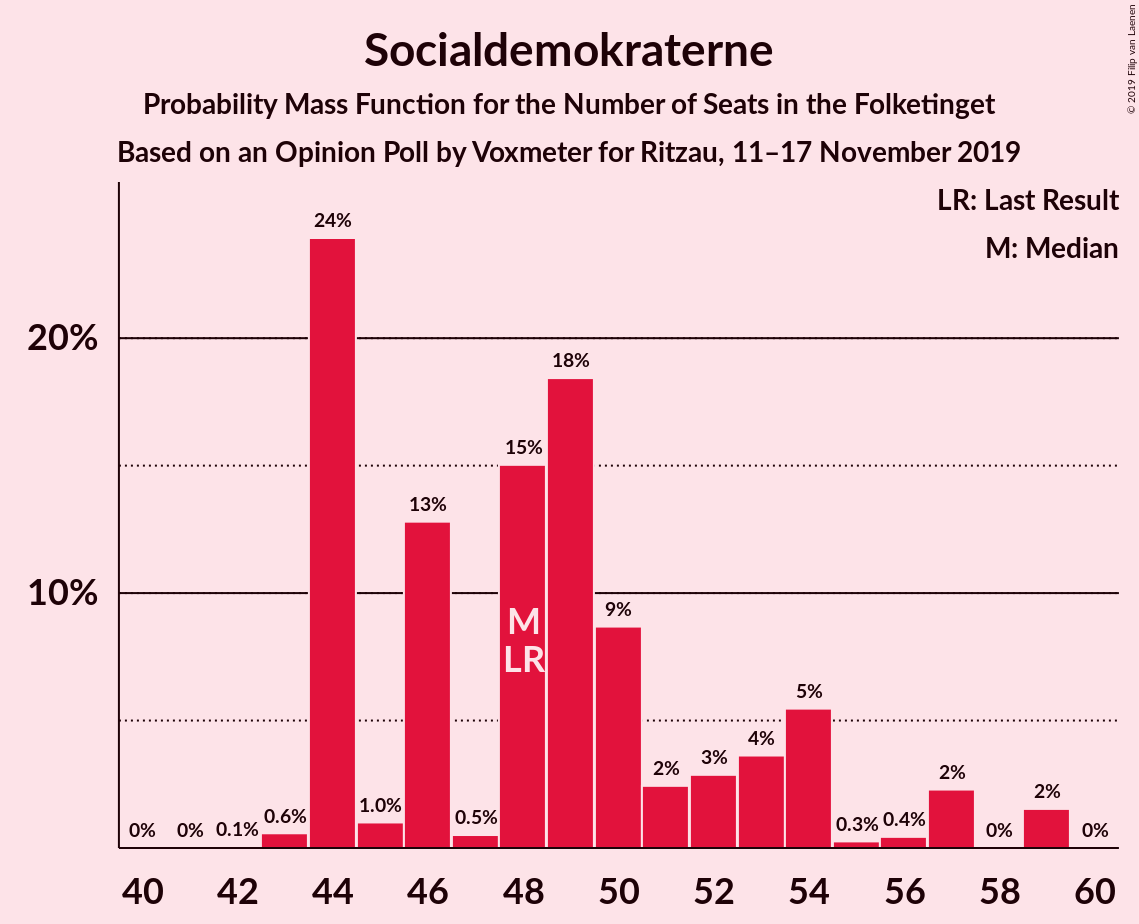 Socialdemokraterne
Probability Mass Function for the Number of Seats in the Folketinget
Based on an Opinion Poll by Voxmeter for Ritzau, 11–17 November 2019
© 2019 Filip van Laenen
LR: Last Result
M: Median
20%
10%
0%
0%
0.1%
0.6%
24%
1.0%
13%
0.5%
15%
18%
9%
2%
3%
4%
5%
0.3%
0.4%
2%
0%
2%
0%
M
LR
40 42 44 46 48 50 52 54 56 58 60